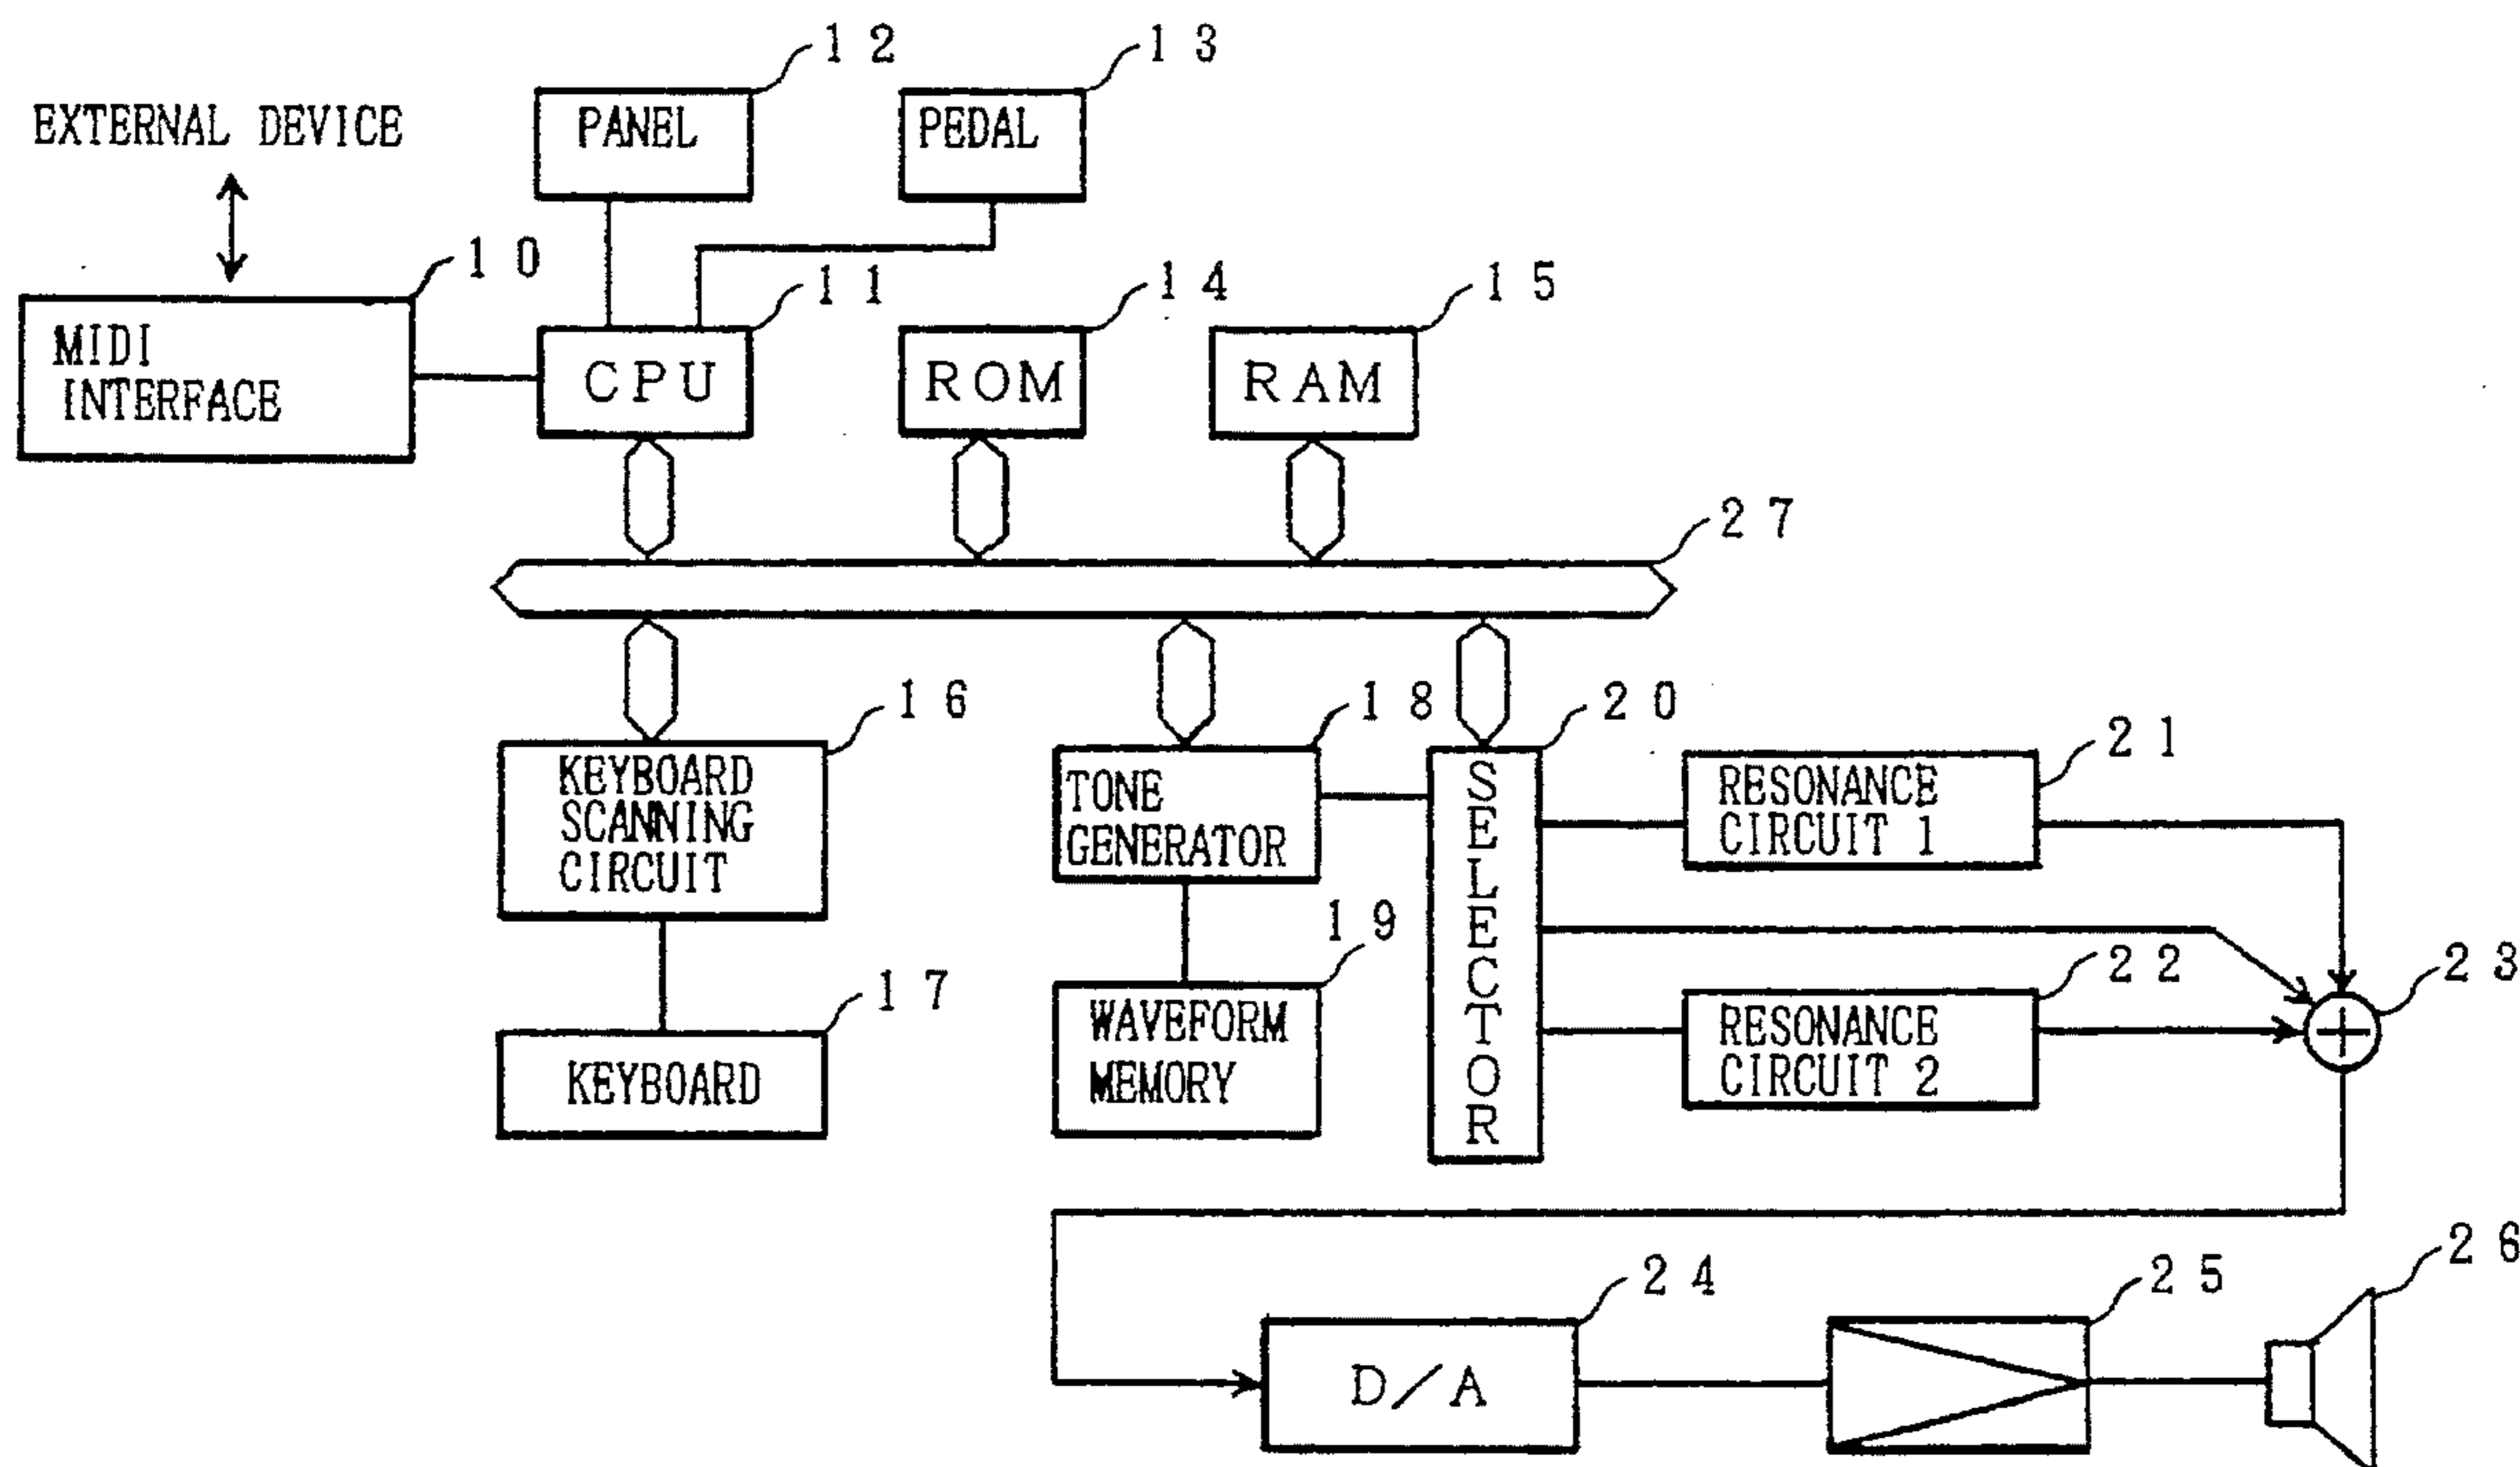 12
13
EXTERNAL DEVICE
PANEL
PEDAL
10
11
14
15
MIDI
INTERFACE
CPU
ROM
RAM
27
16
18
20
21
KEYBOARD
SCANNING
CIRCUIT
TONE
GENERATOR
SELECTOR
RESONANCE
CIRCUIT 1
19
22
23
17
WAVEFORM
MEMORY
RESONANCE
CIRCUIT 2
KEYBOARD
24
25
26
D/A